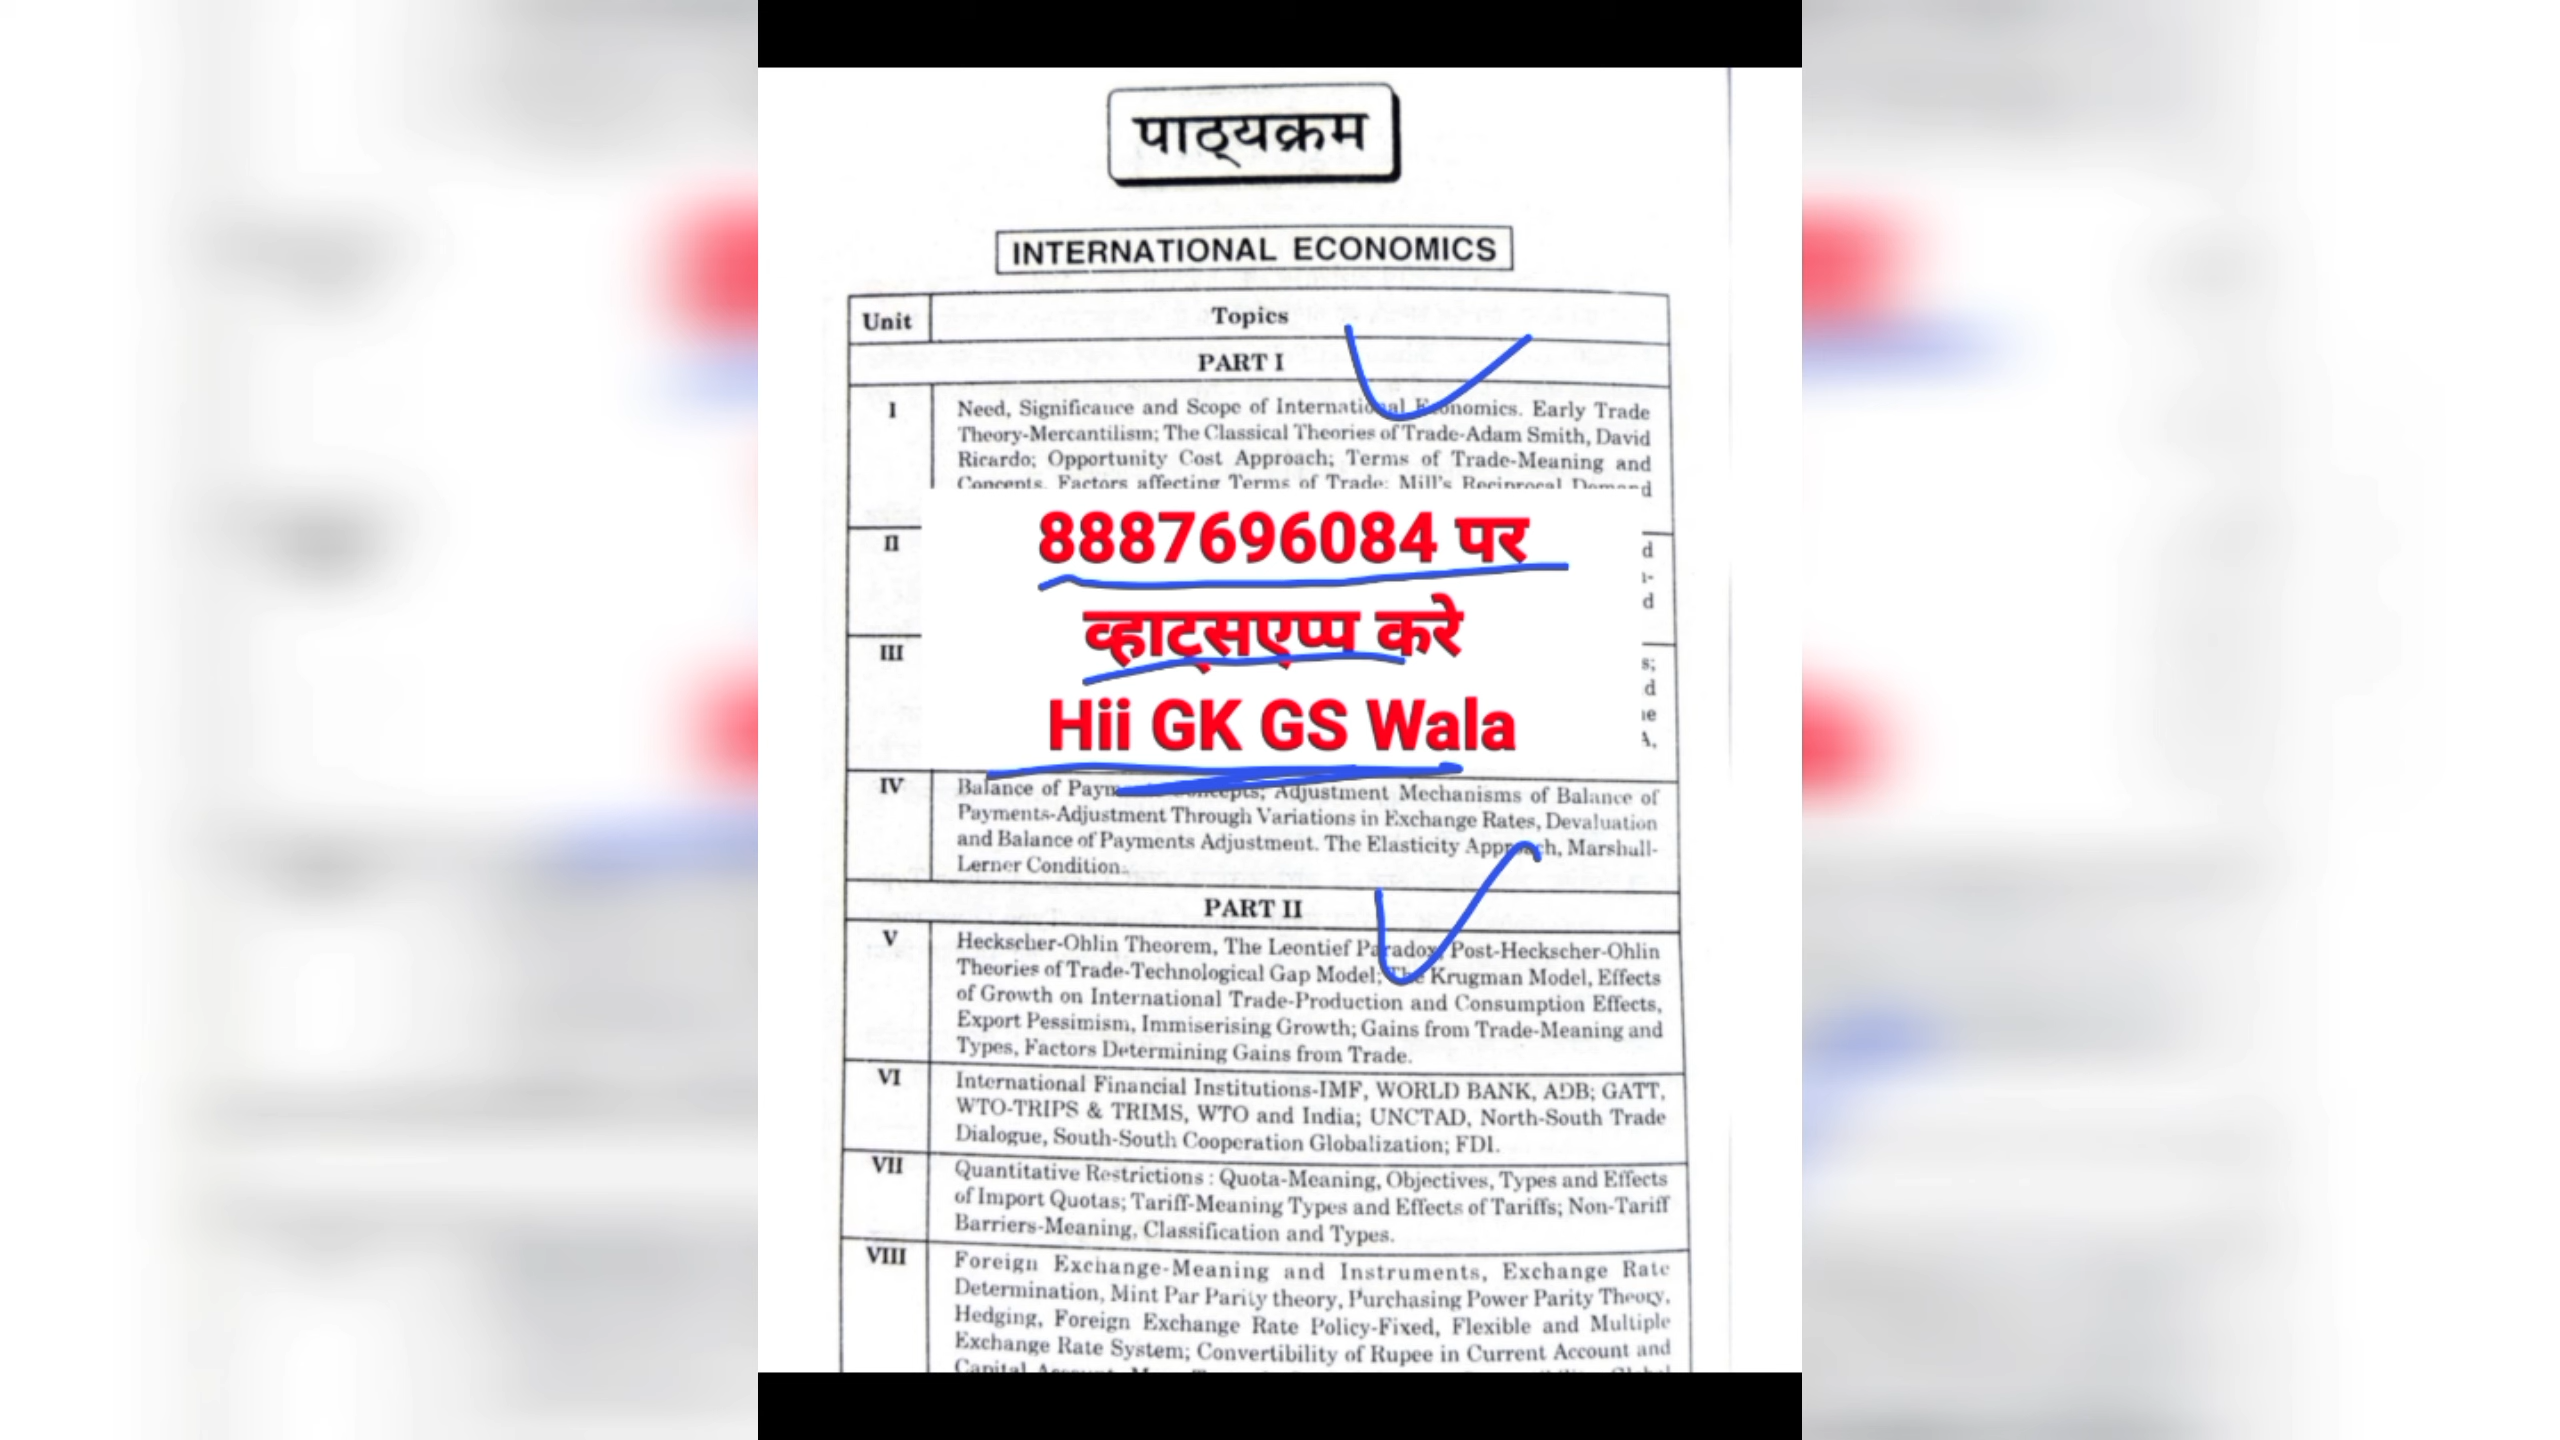 पाठ्यक्रम
INTERNATIONAL ECONOMICS
Unit Topics
PART I
I Need, Significance and Scope of International Economics. Early Trade
Theory-Mercantilism; The Classical Theories of Trade-Adam Smith, David
Ricardo; Opportunity Cost Approach; Terms of Trade-Meaning and
Concepts, Factors affecting Terms of Trade; Mill's Reciprocal Demand
8887696084 पर
II
व्हाट्सएप्प करे
III
Hii GK GS Wala
IV Balance of Concepts; Adjustment Mechanisms of Balance of
Payments-Adjustment Through Variations in Exchange Rates, Devaluation
and Balance of Payments Adjustment. The Elasticity Approach, Marshall-
Lerner Condition.
PART II
V Heckscher-Ohlin Theorem, The Leontief Paradox, Post-Heckscher-Ohlin
Theories of Trade-Technological Gap Model; The Krugman Model, Effects
of Growth on International Trade-Production and Consumption Effects,
Export Pessimism, Immiserising Growth; Gains from Trade-Meaning and
Types, Factors Determining Gains from Trade.
VI International Financial Institutions-IMF, WORLD BANK, ADB; GATT,
WTO-TRIPS & TRIMS, WTO and India; UNCTAD, North-South Trade
Dialogue, South-South Cooperation Globalization; FDI.
VII Quantitative Restrictions : Quota-Meaning, Objectives, Types and Effects
of Import Quotas; Tariff-Meaning Types and Effects of Tariffs; Non-Tariff
Barriers-Meaning, Classification and Types.
VIII Foreign Exchange-Meaning and Instruments, Exchange Rate
Determination, Mint Par Parity theory, Purchasing Power Parity Theory,
Hedging, Foreign Exchange Rate Policy-Fixed, Flexible and Multiple
Exchange Rate System; Convertibility of Rupee in Current Account and